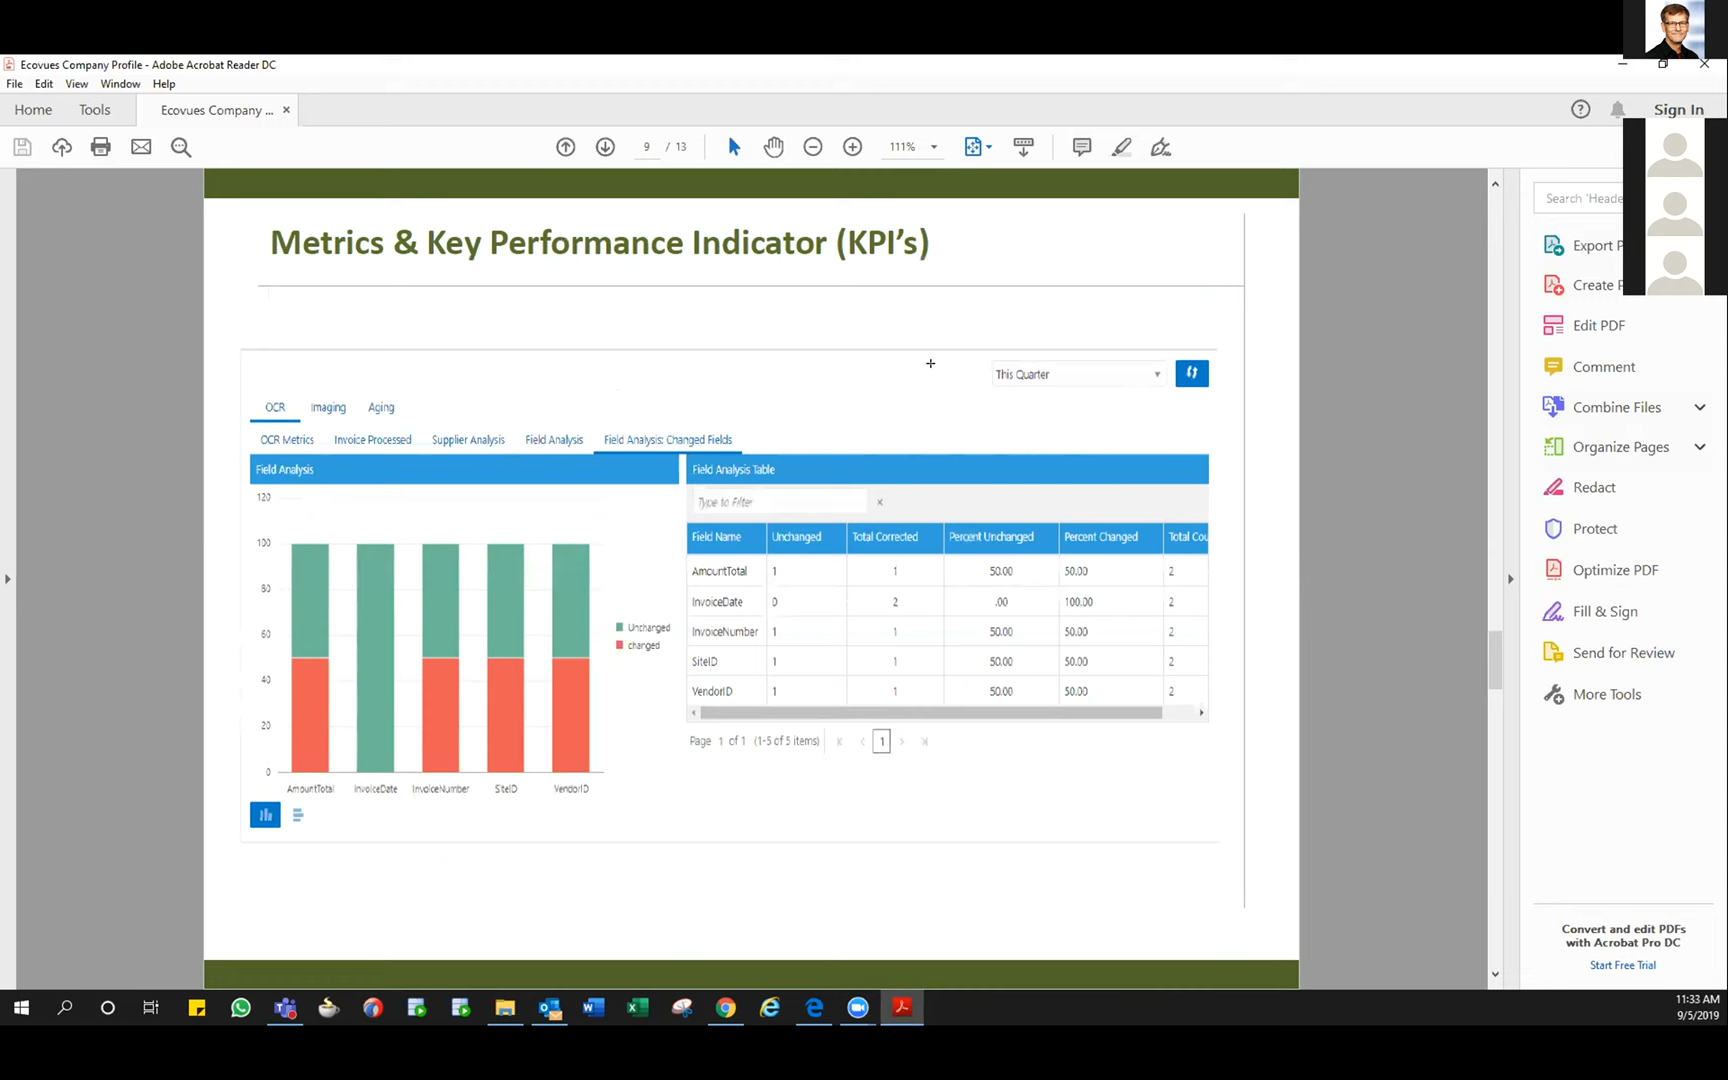 Ecovues Company Profile - Adobe Acrobat Reader DC
File Edit View Window Help
Home Tools Ecovues Company ... × Sign In
9 / 13 111%
Search 'Heade
Metrics & Key Performance Indicator (KPI's)
This Quarter
OCR Imaging Aging
OCR Metrics Invoice Processed Supplier Analysis Field Analysis Field Analysis: Changed Fields
Field Analysis
120
100
80
60
40
20
0
AmountTotal InvoiceDate InvoiceNumber SiteID VendorID
Unchanged
changed
Field Analysis Table
Type to Filter ×
Field Name Unchanged Total Corrected Percent Unchanged Percent Changed Total Cou
AmountTotal 1 1 50.00 50.00 2
InvoiceDate 0 2 .00 100.00 2
InvoiceNumber 1 1 50.00 50.00 2
SiteID 1 1 50.00 50.00 2
VendorID 1 1 50.00 50.00 2
Page 1 of 1 (1-5 of 5 items) 1
Export P
Create P
Edit PDF
Comment
Combine Files
Organize Pages
Redact
Protect
Optimize PDF
Fill & Sign
Send for Review
More Tools
Convert and edit PDFs
with Acrobat Pro DC
Start Free Trial
11:33 AM
9/5/2019